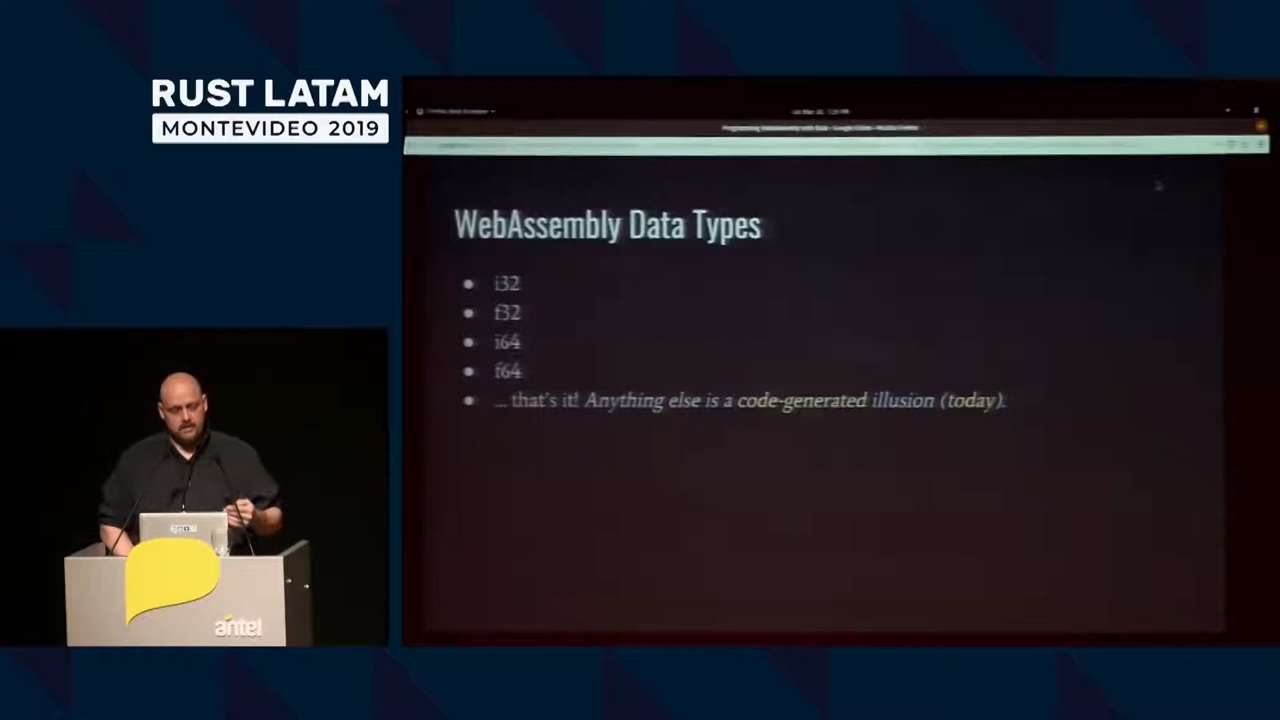 RUST LATAM
MONTEVIDEO 2019
WebAssembly Data Types
i32
f32
i64
f64
... that's it! Anything else is a code-generated illusion (today).
antel